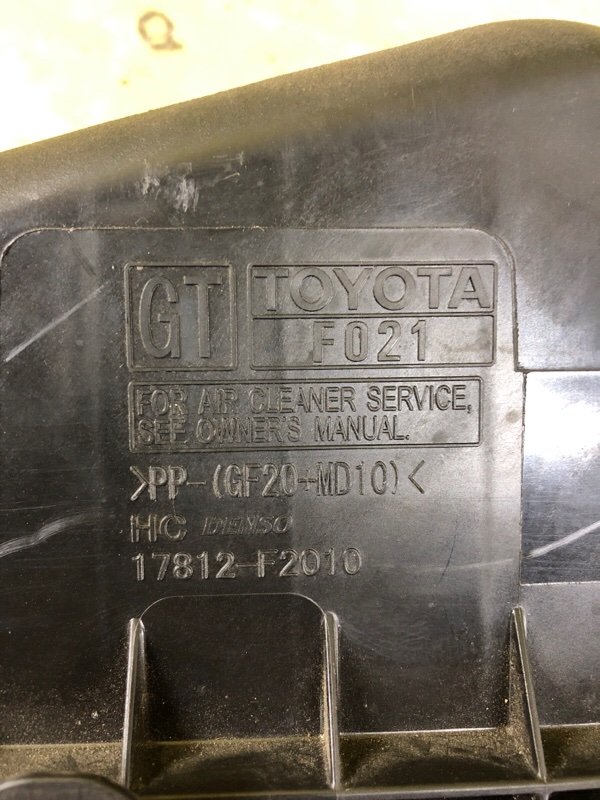 GT
TOYOTA
F021
FOR AIR CLEANER SERVICE,
SEE OWNER'S MANUAL.
>PP-(GF20+MD10)<
HC DENSO
17812-F2010